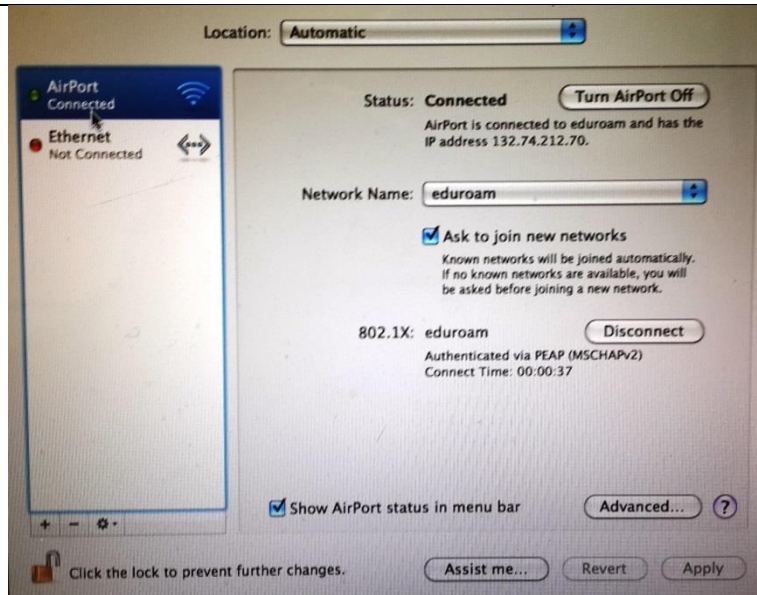 Location: Automatic
AirPort
Connected
Ethernet
Not Connected
Status: Connected Turn AirPort Off
AirPort is connected to eduroam and has the
IP address 132.74.212.70.
Network Name: eduroam
Ask to join new networks
Known networks will be joined automatically.
If no known networks are available, you will
be asked before joining a new network.
802.1X: eduroam Disconnect
Authenticated via PEAP (MSCHAPv2)
Connect Time: 00:00:37
Show AirPort status in menu bar Advanced... ?
Click the lock to prevent further changes. Assist me... Revert Apply